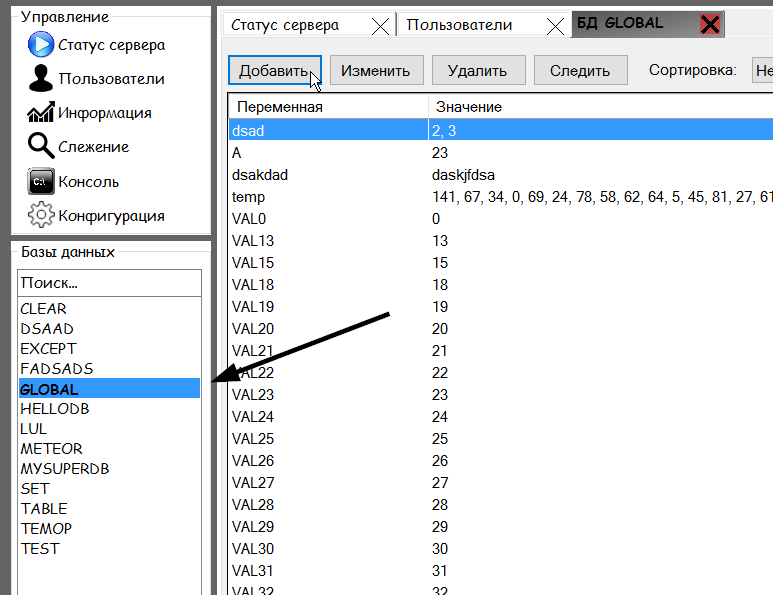 Управление
Статус сервера
Пользователи
Информация
Слежение
C:\
Консоль
Конфигурация
Базы данных
Поиск...
CLEAR
DSAAD
EXCEPT
FADSADS
GLOBAL
HELLODB
LUL
METEOR
MYSUPERDB
SET
TABLE
TEMOP
TEST
Статус сервера Пользователи БД GLOBAL
Добавить Изменить Удалить Следить Сортировка: Не
Переменная Значение
dsad 2, 3
A 23
dsakdad daskjfdsa
temp 141, 67, 34, 0, 69, 24, 78, 58, 62, 64, 5, 45, 81, 27, 61
VAL0 0
VAL13 13
VAL15 15
VAL18 18
VAL19 19
VAL20 20
VAL21 21
VAL22 22
VAL23 23
VAL24 24
VAL25 25
VAL26 26
VAL27 27
VAL28 28
VAL29 29
VAL30 30
VAL31 31
VAL32 32